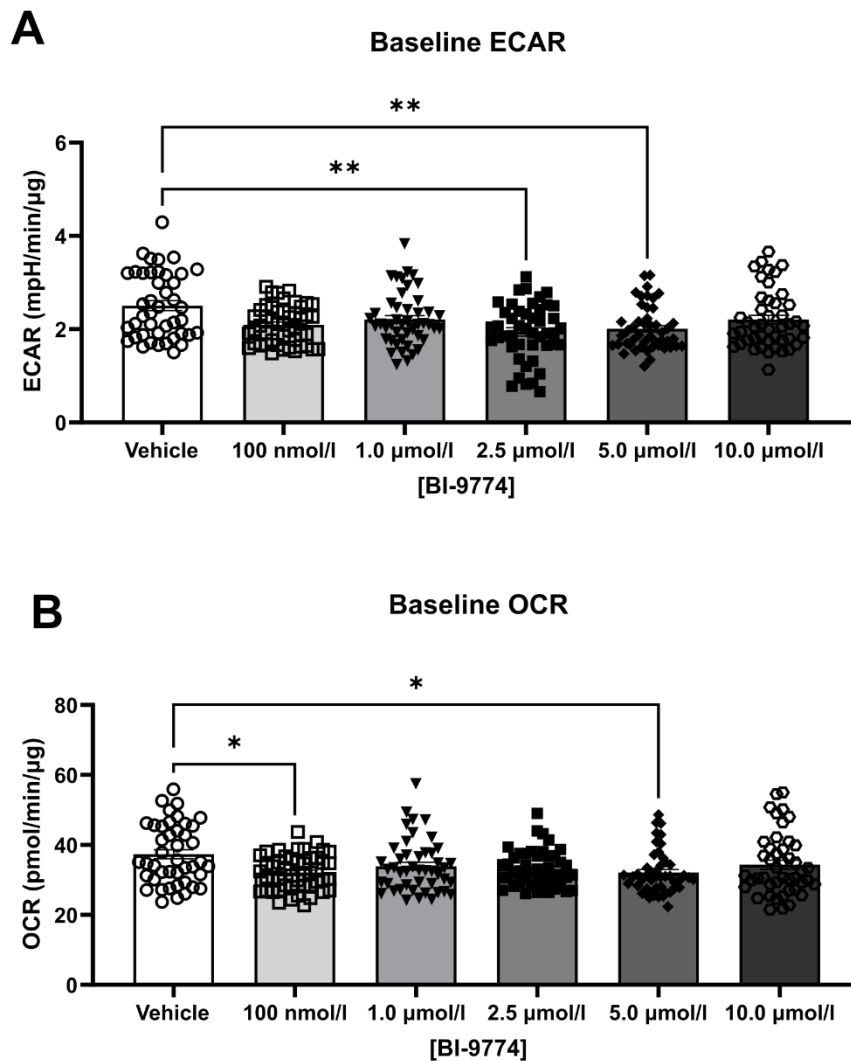 A
Baseline ECAR
**
**
ECAR (mpH/min/µg)
6
4
2
0
Vehicle 100 nmol/l 1.0 µmol/l 2.5 µmol/l 5.0 µmol/l 10.0 µmol/l
[BI-9774]
B
Baseline OCR
*
*
OCR (pmol/min/µg)
80
60
40
20
0
Vehicle 100 nmol/l 1.0 µmol/l 2.5 µmol/l 5.0 µmol/l 10.0 µmol/l
[BI-9774]